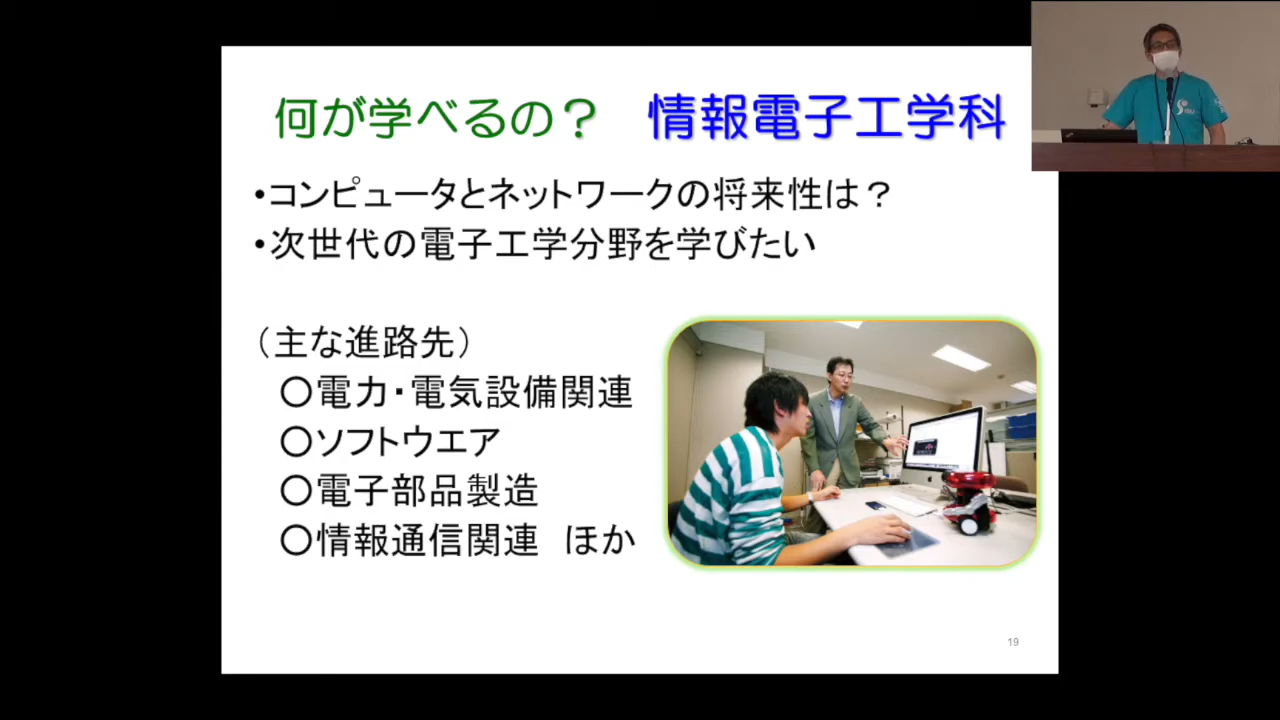 何が学べるの？　情報電子工学科
•コンピュータとネットワークの将来性は？
•次世代の電子工学分野を学びたい
（主な進路先）
○電力・電気設備関連
○ソフトウエア
○電子部品製造
○情報通信関連　ほか
19